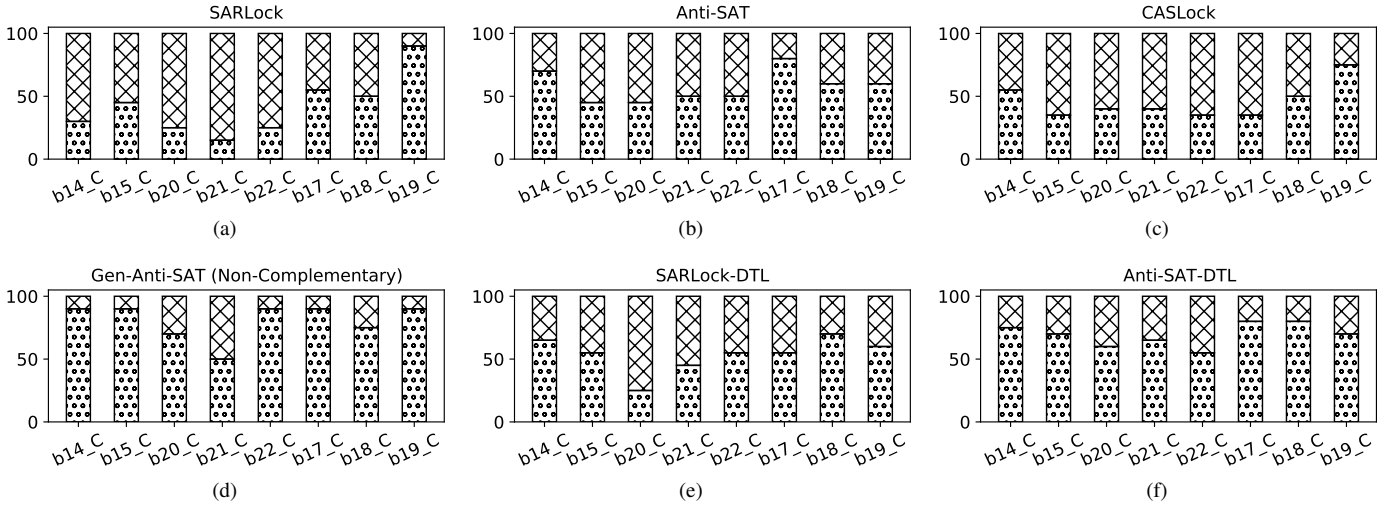 SARLock
100
50
0
b14_C b15_C b20_C b21_C b22_C b17_C b18_C b19_C
(a)
Anti-SAT
100
50
0
b14_C b15_C b20_C b21_C b22_C b17_C b18_C b19_C
(b)
CASLock
100
50
0
b14_C b15_C b20_C b21_C b22_C b17_C b18_C b19_C
(c)
Gen-Anti-SAT (Non-Complementary)
100
50
0
b14_C b15_C b20_C b21_C b22_C b17_C b18_C b19_C
(d)
SARLock-DTL
100
50
0
b14_C b15_C b20_C b21_C b22_C b17_C b18_C b19_C
(e)
Anti-SAT-DTL
100
50
0
b14_C b15_C b20_C b21_C b22_C b17_C b18_C b19_C
(f)